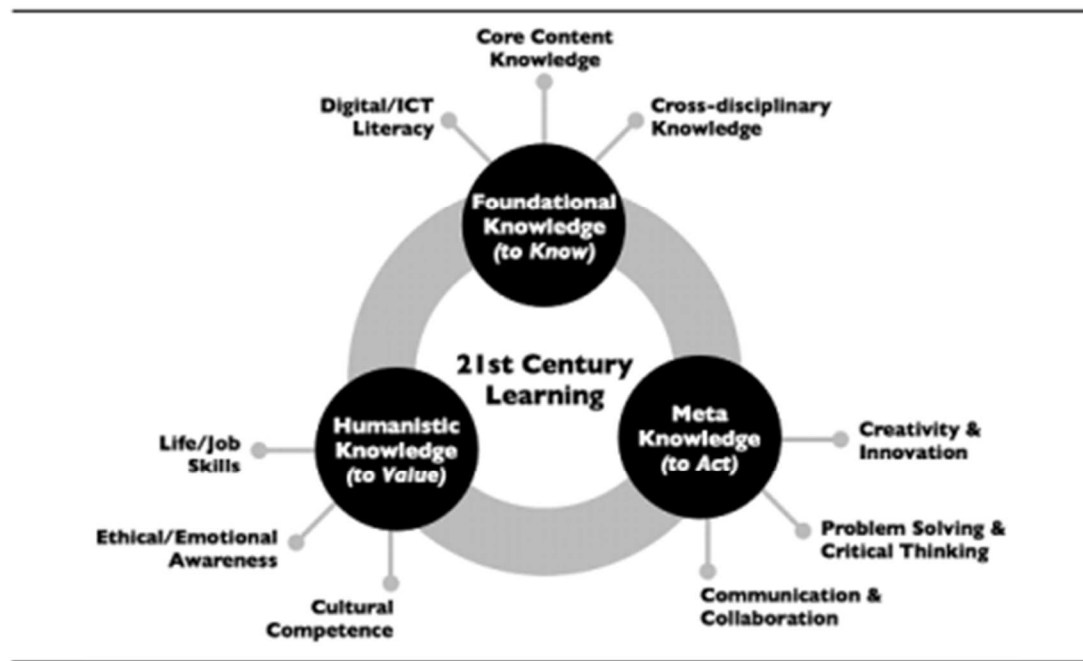 Core Content
Knowledge
Digital/ICT
Literacy
Cross-disciplinary
Knowledge
Foundational
Knowledge
(to Know)
21st Century
Learning
Humanistic
Knowledge
(to Value)
Meta
Knowledge
(to Act)
Life/Job
Skills
Ethical/Emotional
Awareness
Cultural
Competence
Creativity &
Innovation
Problem Solving &
Critical Thinking
Communication &
Collaboration